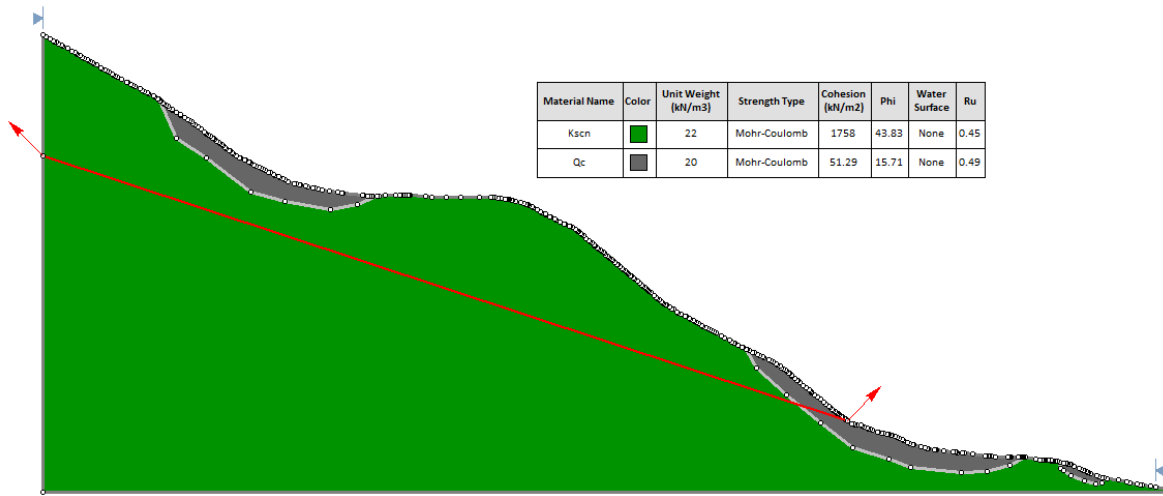 Material Name Color Unit Weight (kN/m3) Strength Type Cohesion (kN/m2) Phi Water Surface Ru
Kscn 22 Mohr-Coulomb 1758 43.83 None 0.45
Qc 20 Mohr-Coulomb 51.29 15.71 None 0.49